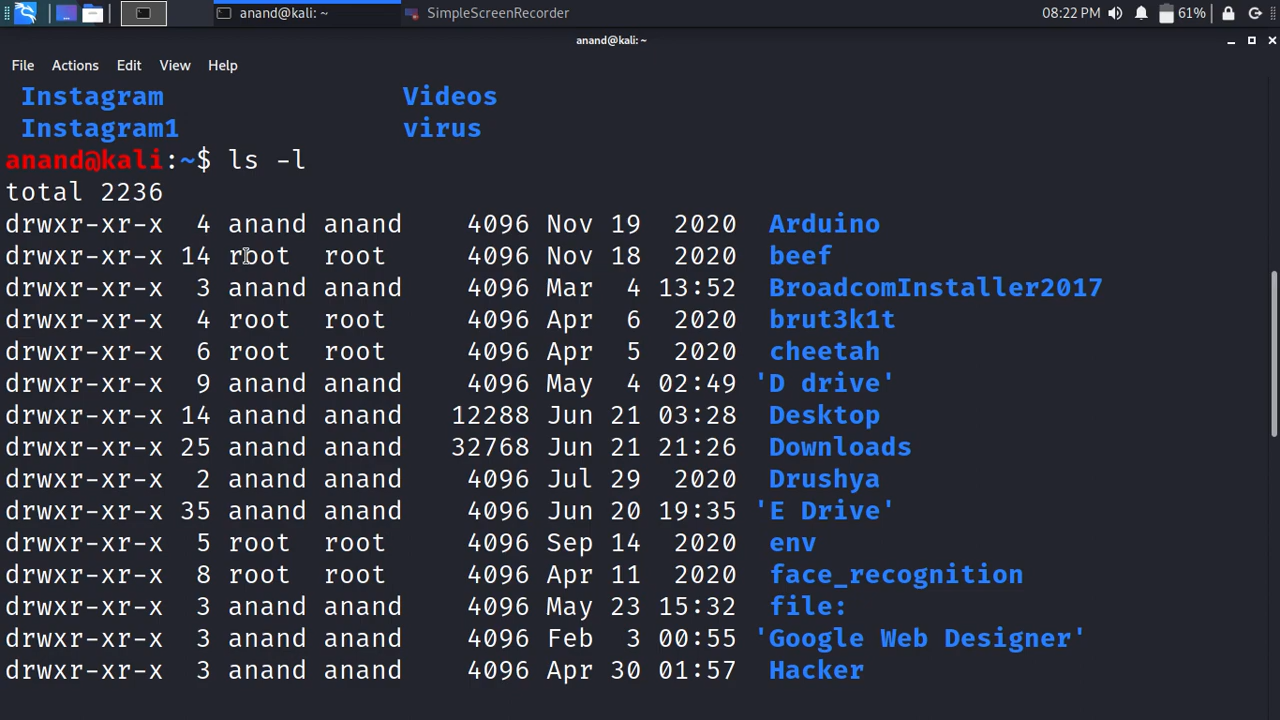 anand@kali: ~
SimpleScreenRecorder
08:22 PM
61%
anand@kali: ~
File Actions Edit View Help
Instagram Videos
Instagram1 virus
anand@kali:~$ ls -l
total 2236
drwxr-xr-x 4 anand anand 4096 Nov 19 2020 Arduino
drwxr-xr-x 14 root root 4096 Nov 18 2020 beef
drwxr-xr-x 3 anand anand 4096 Mar 4 13:52 BroadcomInstaller2017
drwxr-xr-x 4 root root 4096 Apr 6 2020 brut3k1t
drwxr-xr-x 6 root root 4096 Apr 5 2020 cheetah
drwxr-xr-x 9 anand anand 4096 May 4 02:49 'D drive'
drwxr-xr-x 14 anand anand 12288 Jun 21 03:28 Desktop
drwxr-xr-x 25 anand anand 32768 Jun 21 21:26 Downloads
drwxr-xr-x 2 anand anand 4096 Jul 29 2020 Drushya
drwxr-xr-x 35 anand anand 4096 Jun 20 19:35 'E Drive'
drwxr-xr-x 5 root root 4096 Sep 14 2020 env
drwxr-xr-x 8 root root 4096 Apr 11 2020 face_recognition
drwxr-xr-x 3 anand anand 4096 May 23 15:32 file:
drwxr-xr-x 3 anand anand 4096 Feb 3 00:55 'Google Web Designer'
drwxr-xr-x 3 anand anand 4096 Apr 30 01:57 Hacker